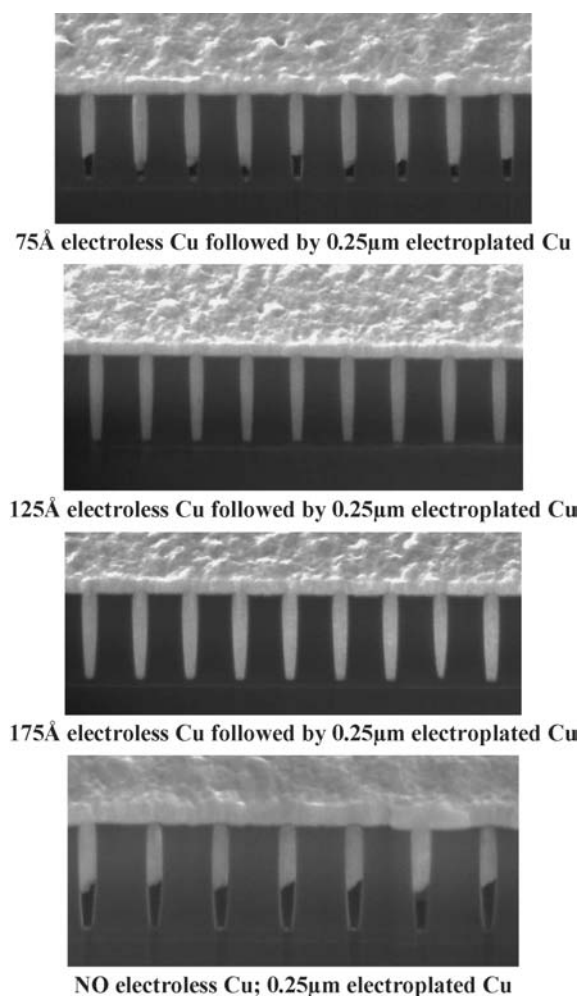 75Å electroless Cu followed by 0.25μm electroplated Cu
125Å electroless Cu followed by 0.25μm electroplated Cu
175Å electroless Cu followed by 0.25μm electroplated Cu
NO electroless Cu; 0.25μm electroplated Cu